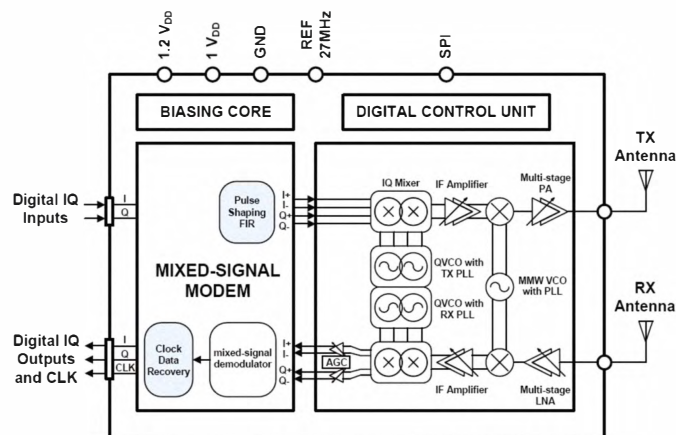 1.2 VDD
1 VDD
GND
REF
27MHz
SPI
BIASING CORE
DIGITAL CONTROL UNIT
TX
Antenna
Digital IQ
Inputs
I
Q
Pulse
Shaping
FIR
I+
I-
Q+
Q-
IQ Mixer
IF Amplifier
Multi-stage
PA
MIXED-SIGNAL
MODEM
QVCO with
TX PLL
QVCO with
RX PLL
MMW VCO
with PLL
RX
Antenna
Digital IQ
Outputs
and CLK
I
Q
CLK
Clock
Data
Recovery
mixed-signal
demodulator
I+
I-
Q+
Q-
AGC
IF Amplifier
Multi-stage
LNA